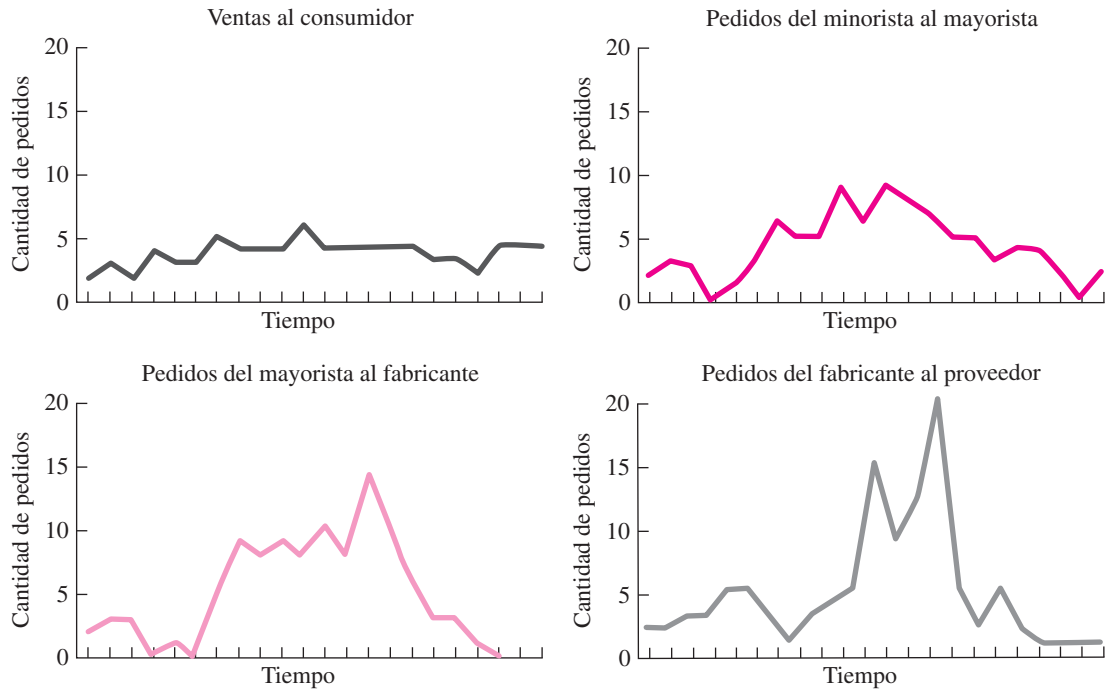 Ventas al consumidor
Cantidad de pedidos
20
15
10
5
0
Tiempo
Pedidos del minorista al mayorista
Cantidad de pedidos
20
15
10
5
0
Tiempo
Pedidos del mayorista al fabricante
Cantidad de pedidos
20
15
10
5
0
Tiempo
Pedidos del fabricante al proveedor
Cantidad de pedidos
20
15
10
5
0
Tiempo